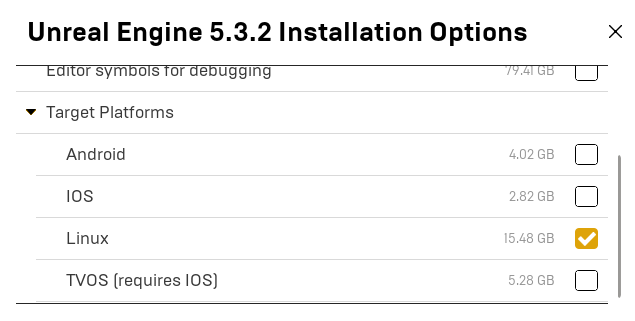 Unreal Engine 5.3.2 Installation Options
Editor symbols for debugging 79.41 GB
Target Platforms
Android 4.02 GB
IOS 2.82 GB
Linux 15.48 GB
TVOS (requires IOS) 5.28 GB